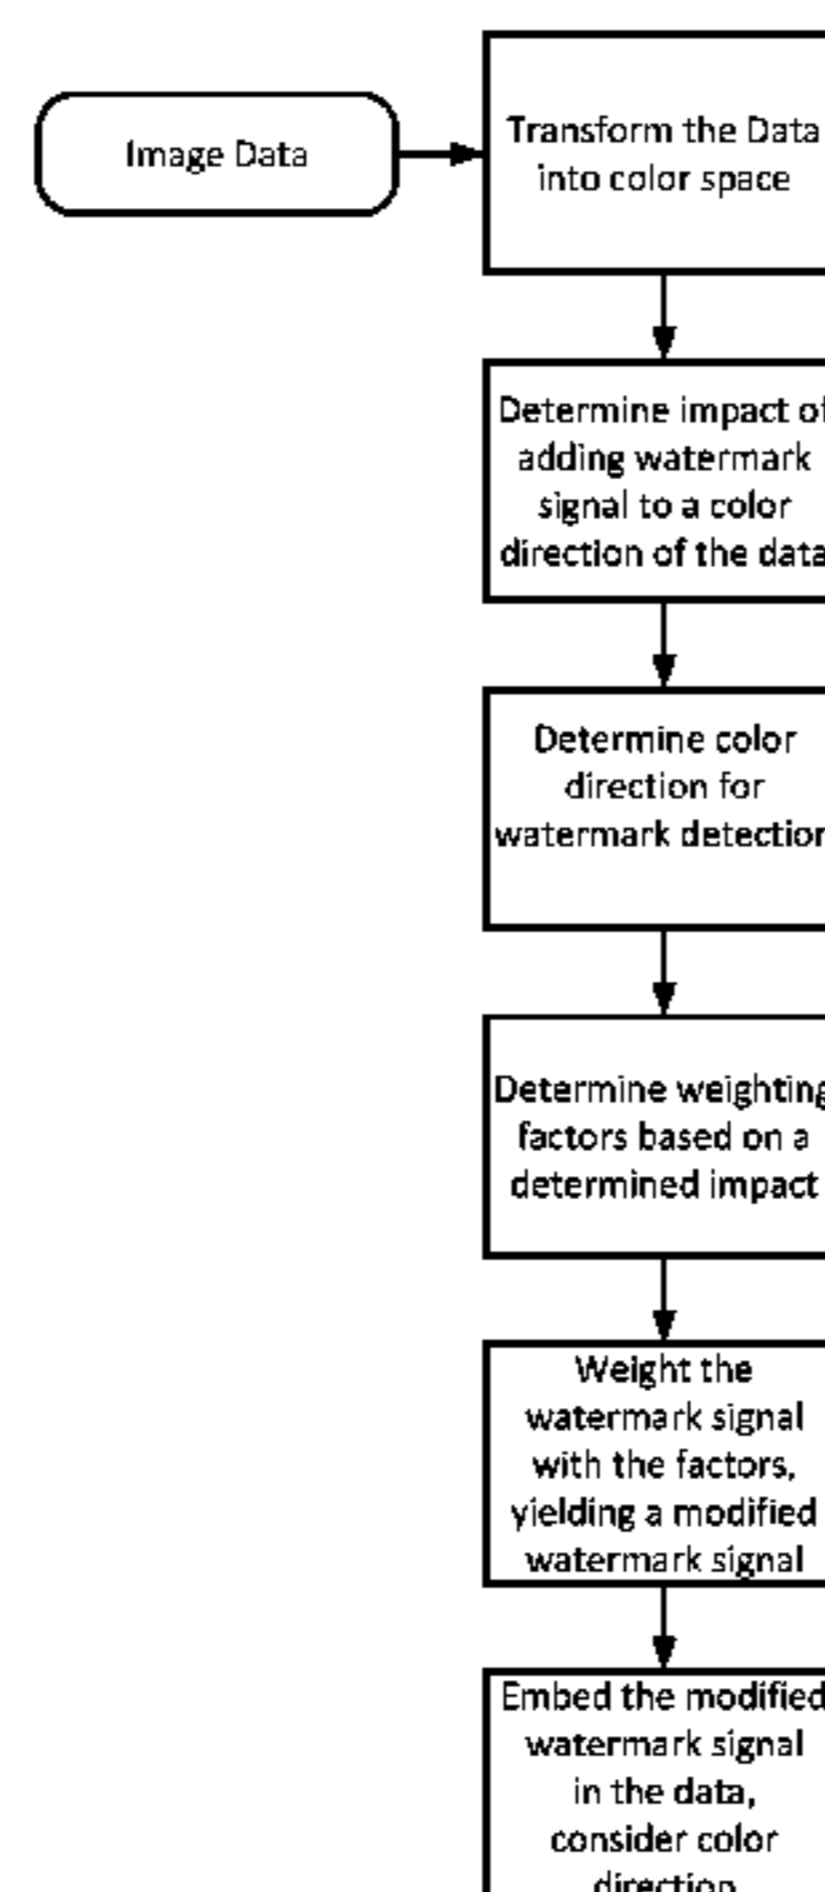 Image Data
Transform the Data
into color space
Determine impact of
adding watermark
signal to a color
direction of the data
Determine color
direction for
watermark detection
Determine weighting
factors based on a
determined impact
Weight the
watermark signal
with the factors,
yielding a modified
watermark signal
Embed the modified
watermark signal
in the data,
consider color
direction